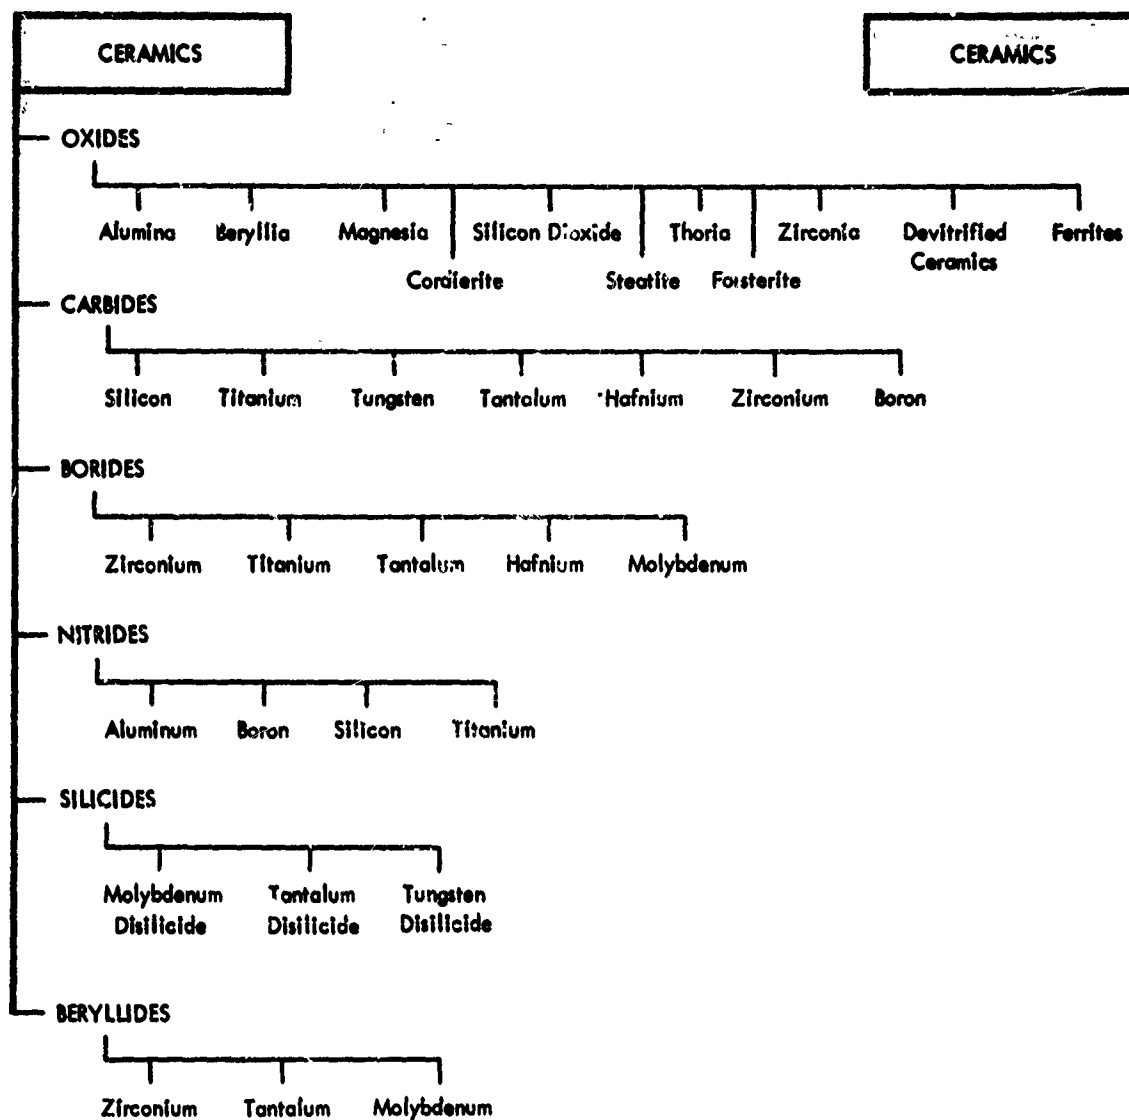 CERAMICS CERAMICS
OXIDES
Alumina Beryllia Magnesia Silicon Dioxide Thoria Zirconia Devitrified Ferrites
Ceramics
Cordierite Steatite Forsterite
CARBIDES
Silicon Titanium Tungsten Tantalum Hafnium Zirconium Boron
BORIDES
Zirconium Titanium Tantalum Hafnium Molybdenum
NITRIDES
Aluminum Boron Silicon Titanium
SILICIDES
Molybdenum Tantalum Tungsten
Disilicide Disilicide Disilicide
BERYLLIDES
Zirconium Tantalum Molybdenum